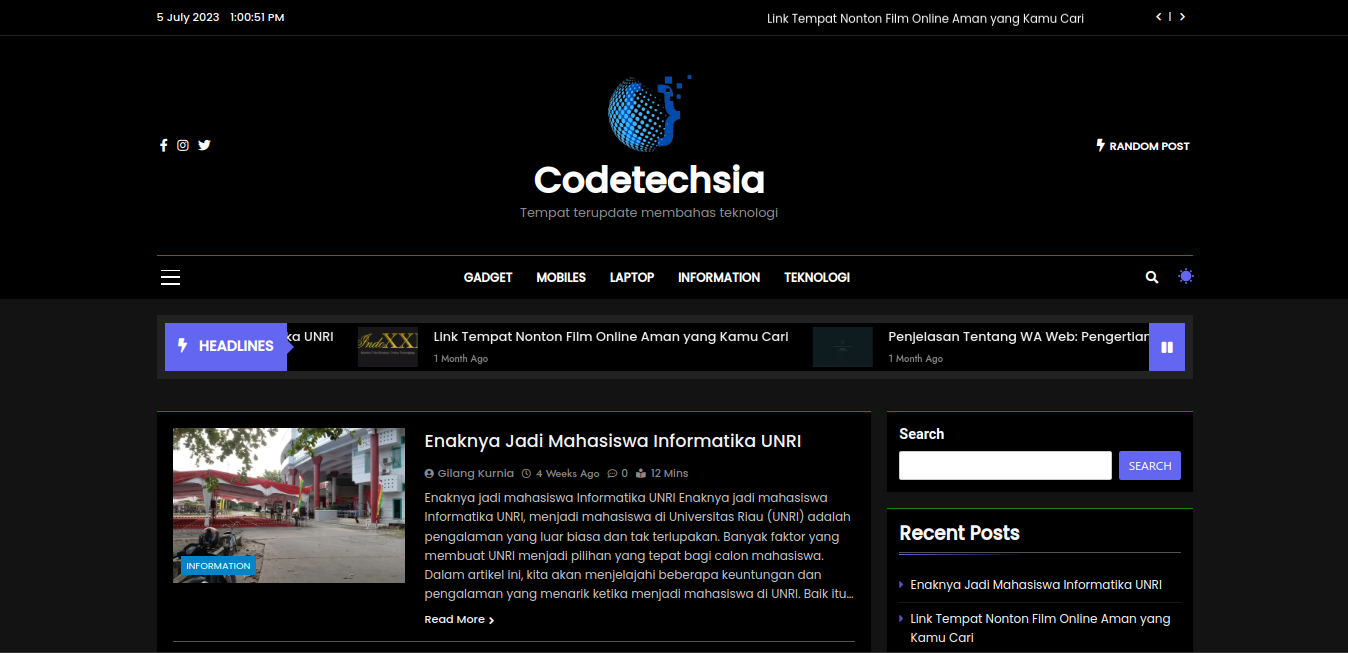 5 July 2023 1:00:51 PM
Link Tempat Nonton Film Online Aman yang Kamu Cari
RANDOM POST
Codetechsia
Tempat terupdate membahas teknologi
GADGET MOBILES LAPTOP INFORMATION TEKNOLOGI
HEADLINES
ka UNRI
Link Tempat Nonton Film Online Aman yang Kamu Cari
1 Month Ago
Penjelasan Tentang WA Web: Pengertian
1 Month Ago
Enaknya Jadi Mahasiswa Informatika UNRI
Gilang Kurnia 4 Weeks Ago 0 12 Mins
Enaknya jadi mahasiswa Informatika UNRI Enaknya jadi mahasiswa
Informatika UNRI, menjadi mahasiswa di Universitas Riau (UNRI) adalah
pengalaman yang luar biasa dan tak terlupakan. Banyak faktor yang
membuat UNRI menjadi pilihan yang tepat bagi calon mahasiswa.
Dalam artikel ini, kita akan menjelajahi beberapa keuntungan dan
pengalaman yang menarik ketika menjadi mahasiswa di UNRI. Baik itu…
Read More
INFORMATION
Search
SEARCH
Recent Posts
Enaknya Jadi Mahasiswa Informatika UNRI
Link Tempat Nonton Film Online Aman yang
Kamu Cari